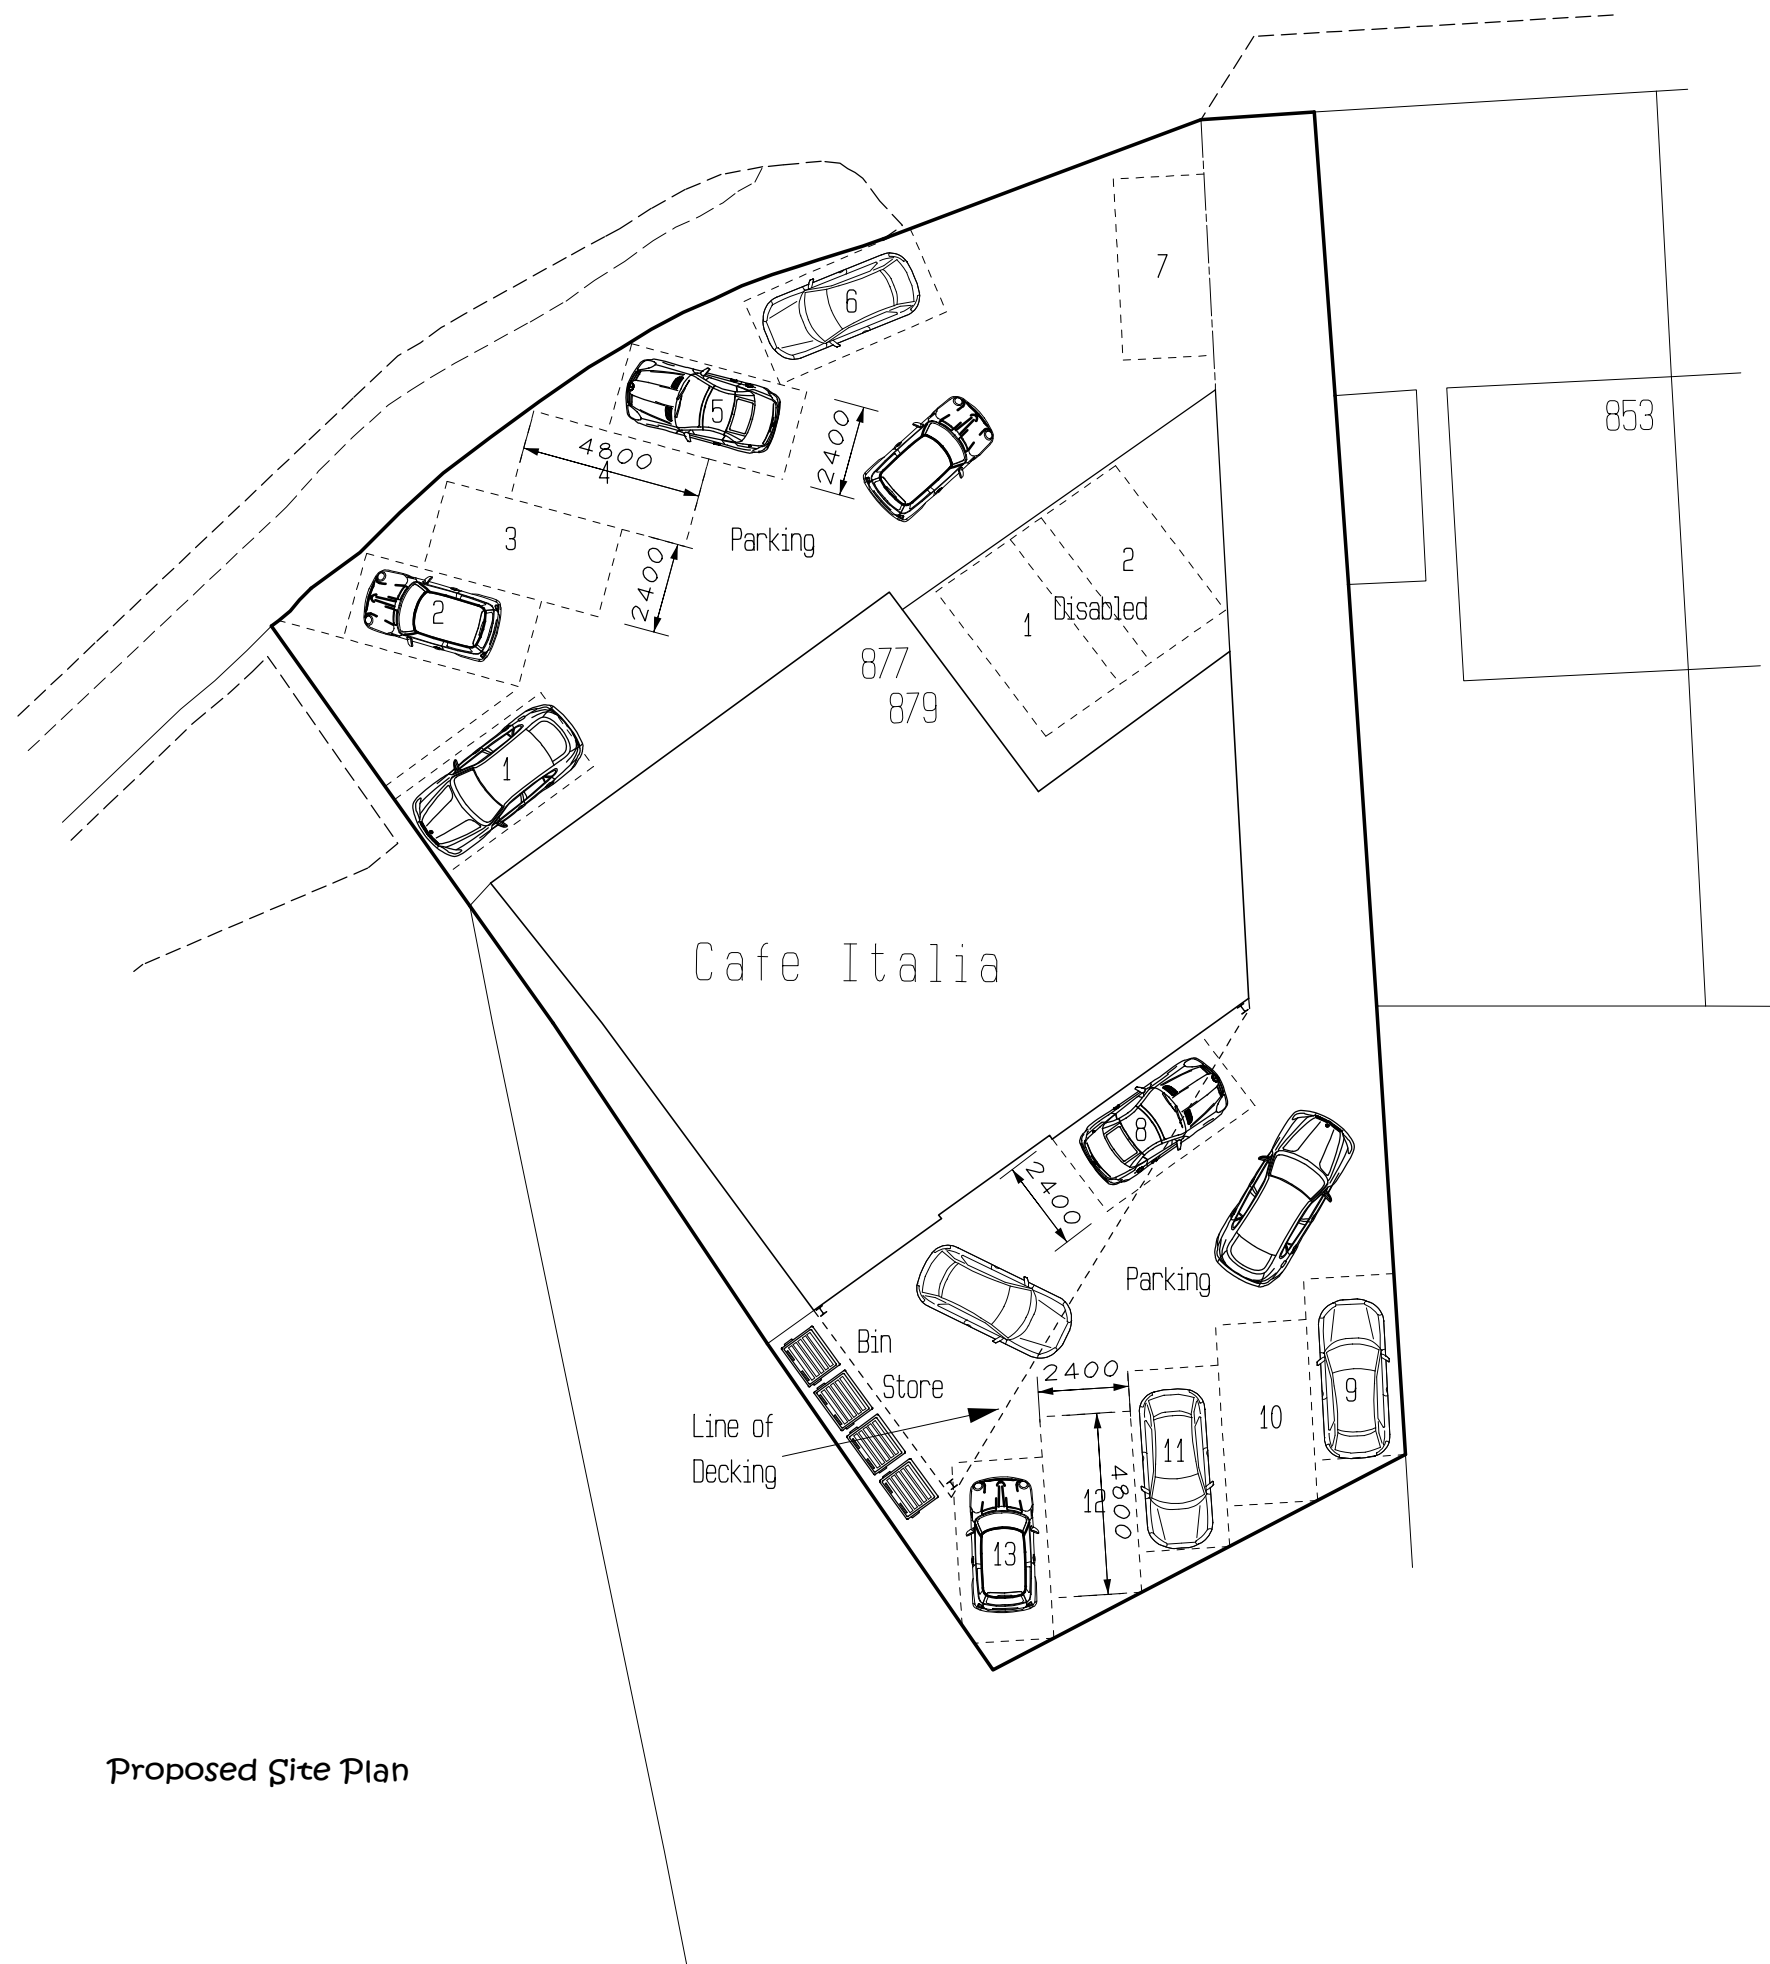 7
6
853
5
2400
4800
4
3
Parking
2400
2
2
1
Disabled
877
879
1
Cafe Italia
8
2400
Parking
Bin
Store
2400
9
10
Line of
Decking
11
12
4800
13
Proposed Site Plan